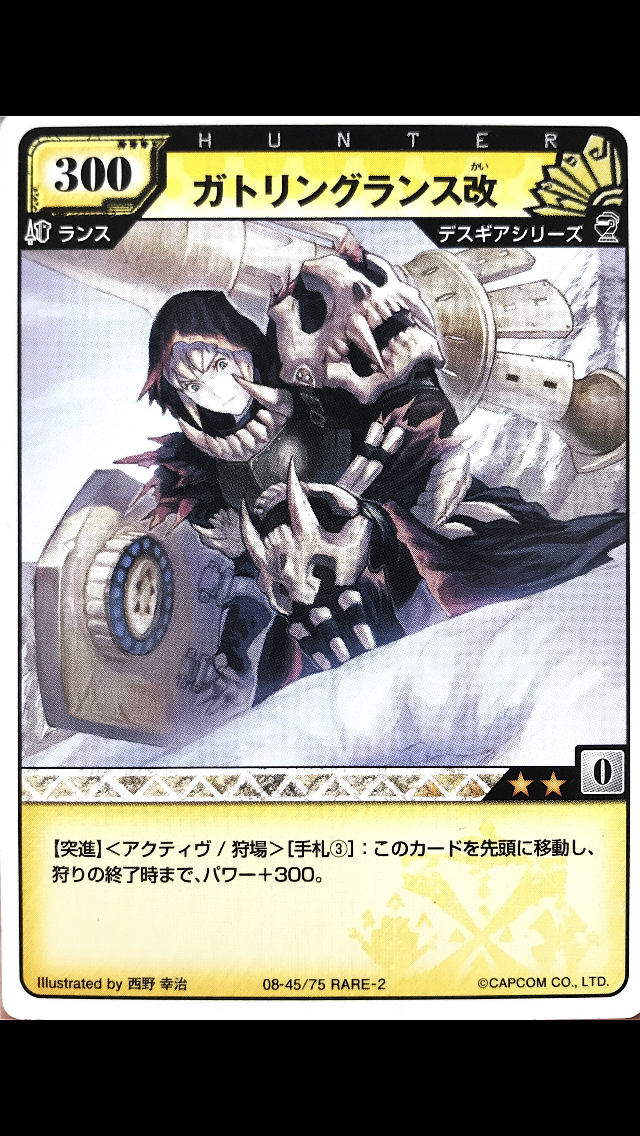 HUNTER
300
かい
ガトリングランス改
ランス
デスギアシリーズ
0
【突進】<アクティヴ / 狩場>[手札③]:このカードを先頭に移動し、
狩りの終了時まで、パワー+300。
Illustrated by 西野 幸治
08-45/75 RARE-2
©CAPCOM CO., LTD.